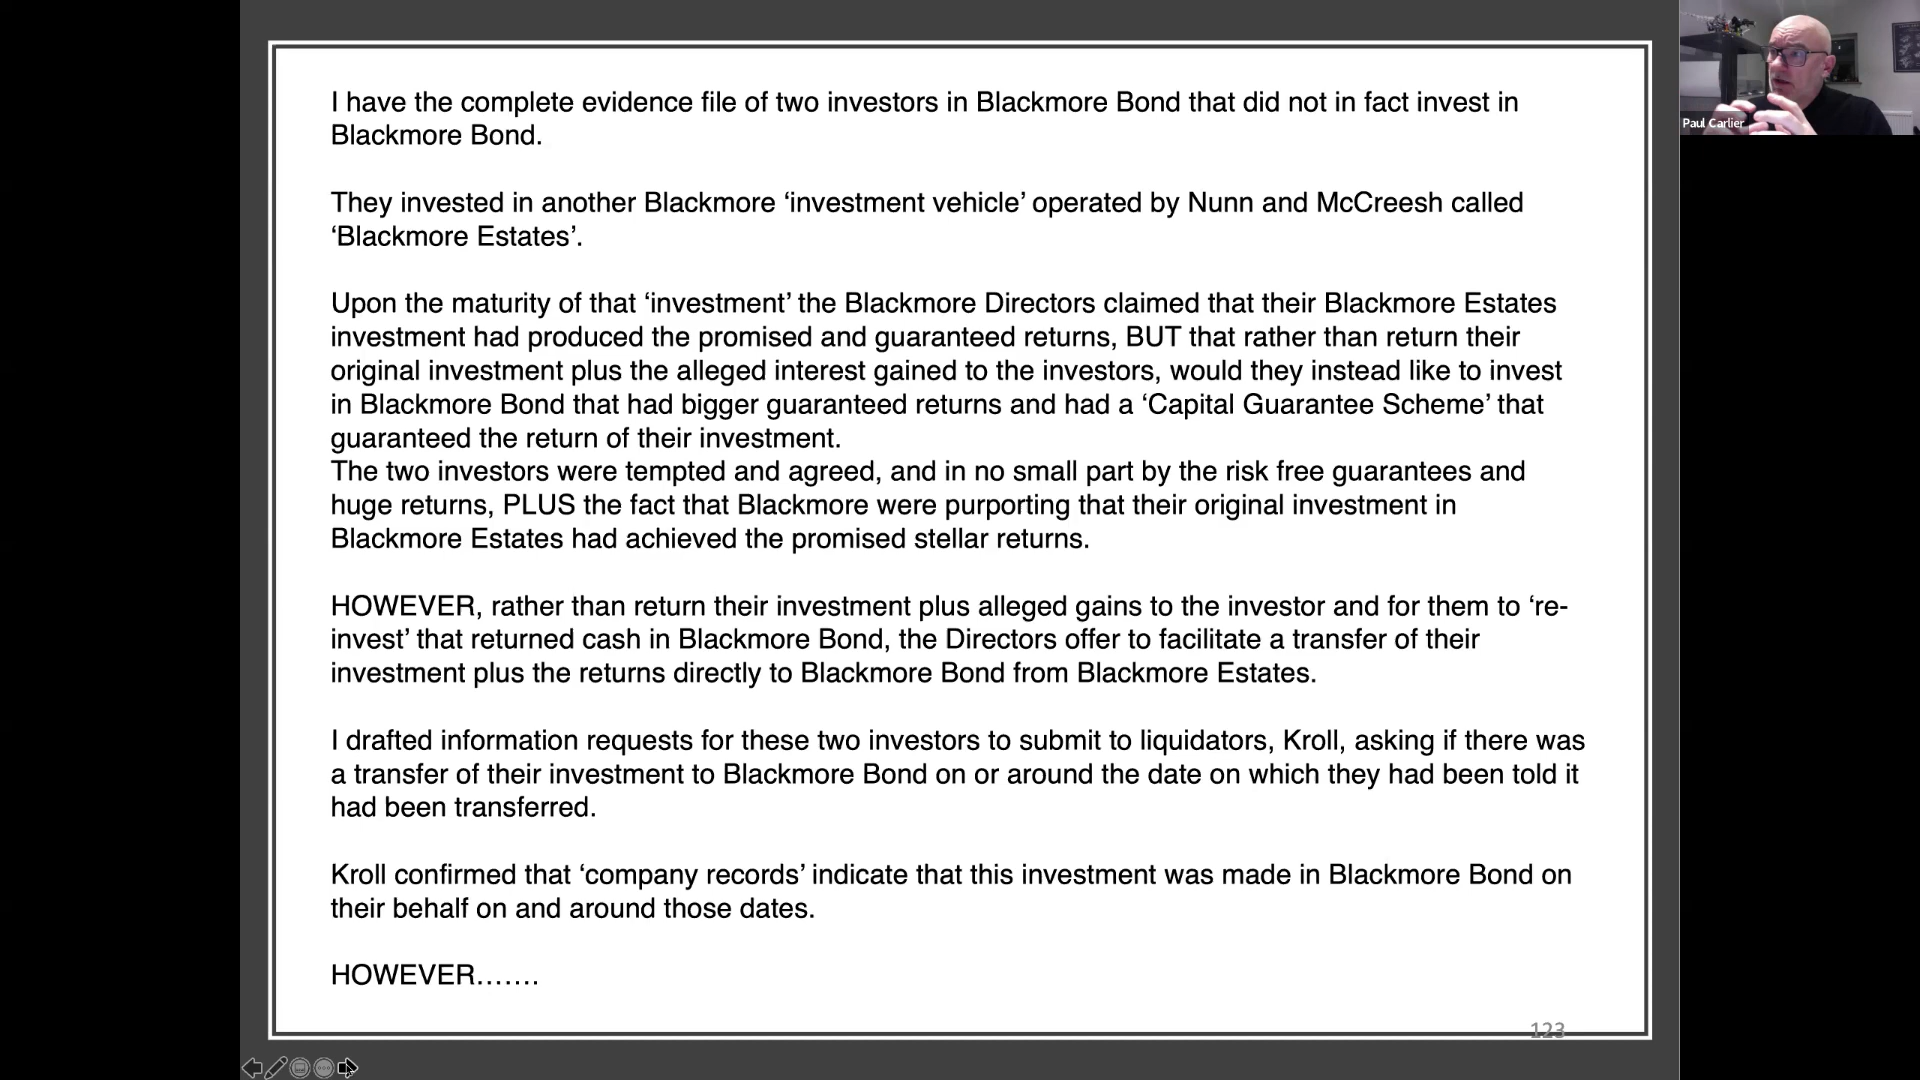 I have the complete evidence file of two investors in Blackmore Bond that did not in fact invest in
Blackmore Bond.
They invested in another Blackmore ‘investment vehicle’ operated by Nunn and McCreesh called
‘Blackmore Estates’.
Upon the maturity of that ‘investment’ the Blackmore Directors claimed that their Blackmore Estates
investment had produced the promised and guaranteed returns, BUT that rather than return their
original investment plus the alleged interest gained to the investors, would they instead like to invest
in Blackmore Bond that had bigger guaranteed returns and had a ‘Capital Guarantee Scheme’ that
guaranteed the return of their investment.
The two investors were tempted and agreed, and in no small part by the risk free guarantees and
huge returns, PLUS the fact that Blackmore were purporting that their original investment in
Blackmore Estates had achieved the promised stellar returns.
HOWEVER, rather than return their investment plus alleged gains to the investor and for them to ‘re-
invest’ that returned cash in Blackmore Bond, the Directors offer to facilitate a transfer of their
investment plus the returns directly to Blackmore Bond from Blackmore Estates.
I drafted information requests for these two investors to submit to liquidators, Kroll, asking if there was
a transfer of their investment to Blackmore Bond on or around the date on which they had been told it
had been transferred.
Kroll confirmed that ‘company records’ indicate that this investment was made in Blackmore Bond on
their behalf on and around those dates.
HOWEVER…….
123
Paul Carlier